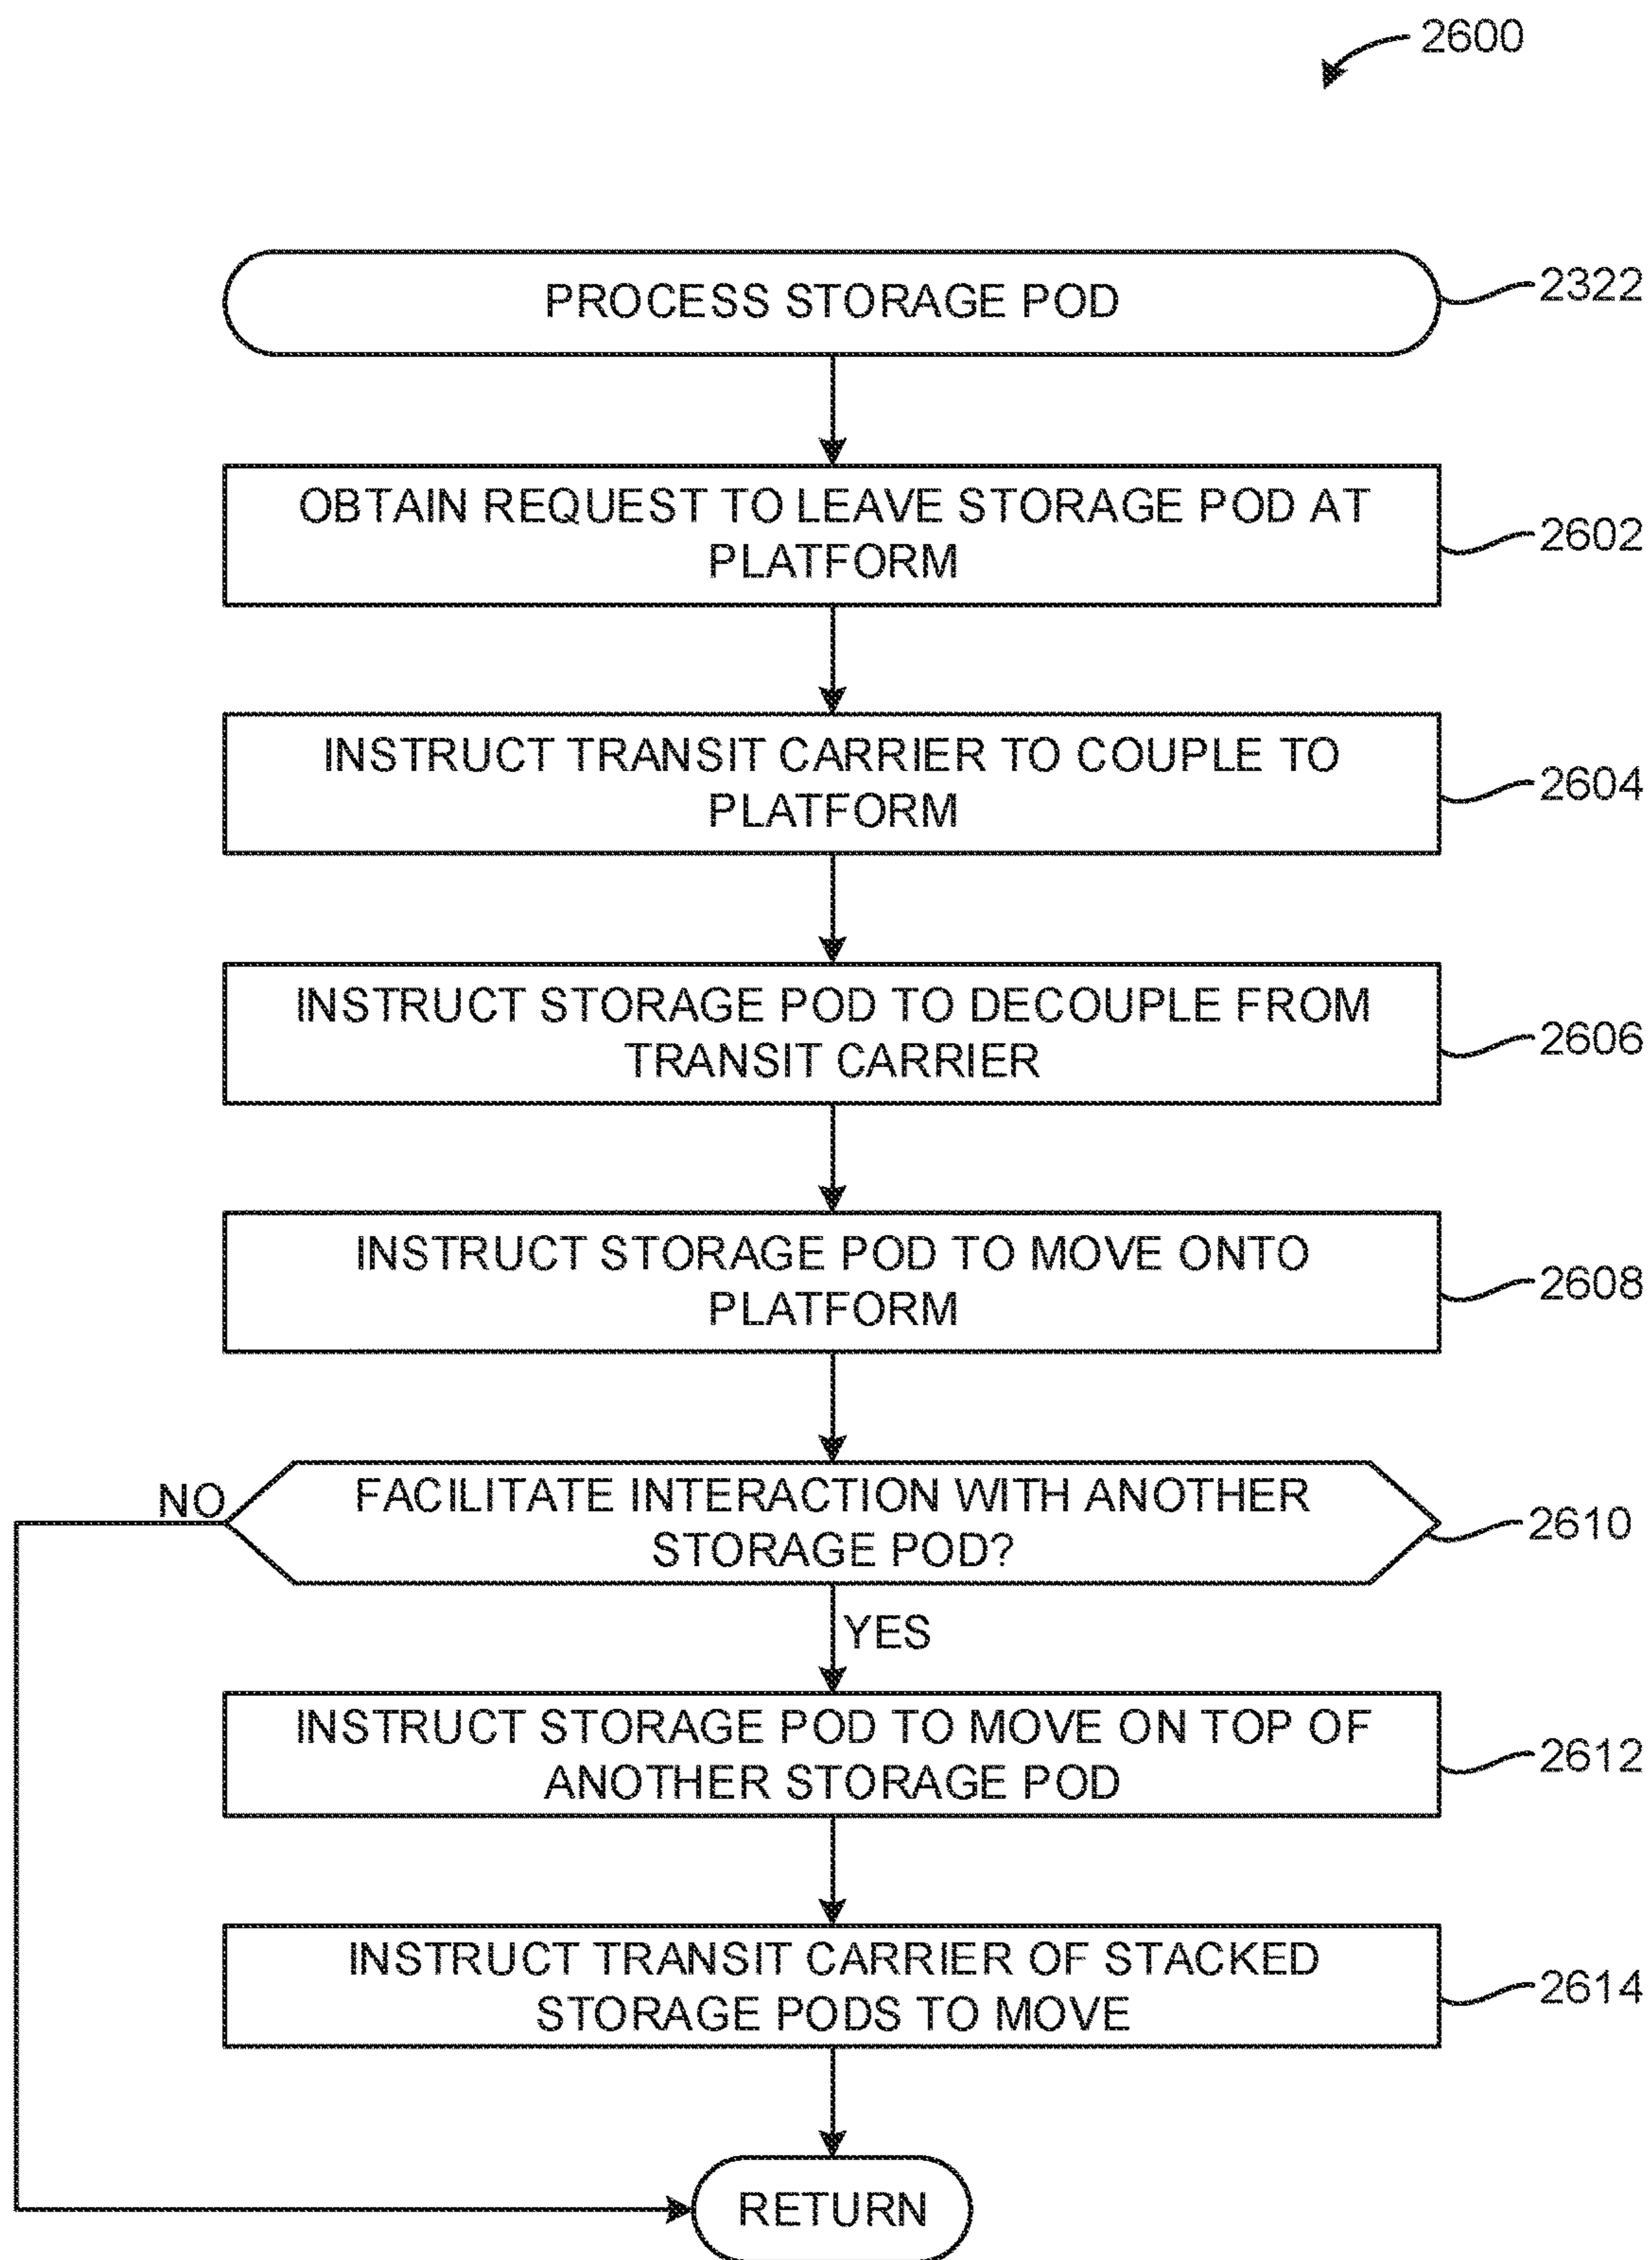 2600
PROCESS STORAGE POD
2322
OBTAIN REQUEST TO LEAVE STORAGE POD AT
PLATFORM
2602
INSTRUCT TRANSIT CARRIER TO COUPLE TO
PLATFORM
2604
INSTRUCT STORAGE POD TO DECOUPLE FROM
TRANSIT CARRIER
2606
INSTRUCT STORAGE POD TO MOVE ONTO
PLATFORM
2608
NO
FACILITATE INTERACTION WITH ANOTHER
STORAGE POD?
2610
YES
INSTRUCT STORAGE POD TO MOVE ON TOP OF
ANOTHER STORAGE POD
2612
INSTRUCT TRANSIT CARRIER OF STACKED
STORAGE PODS TO MOVE
2614
RETURN